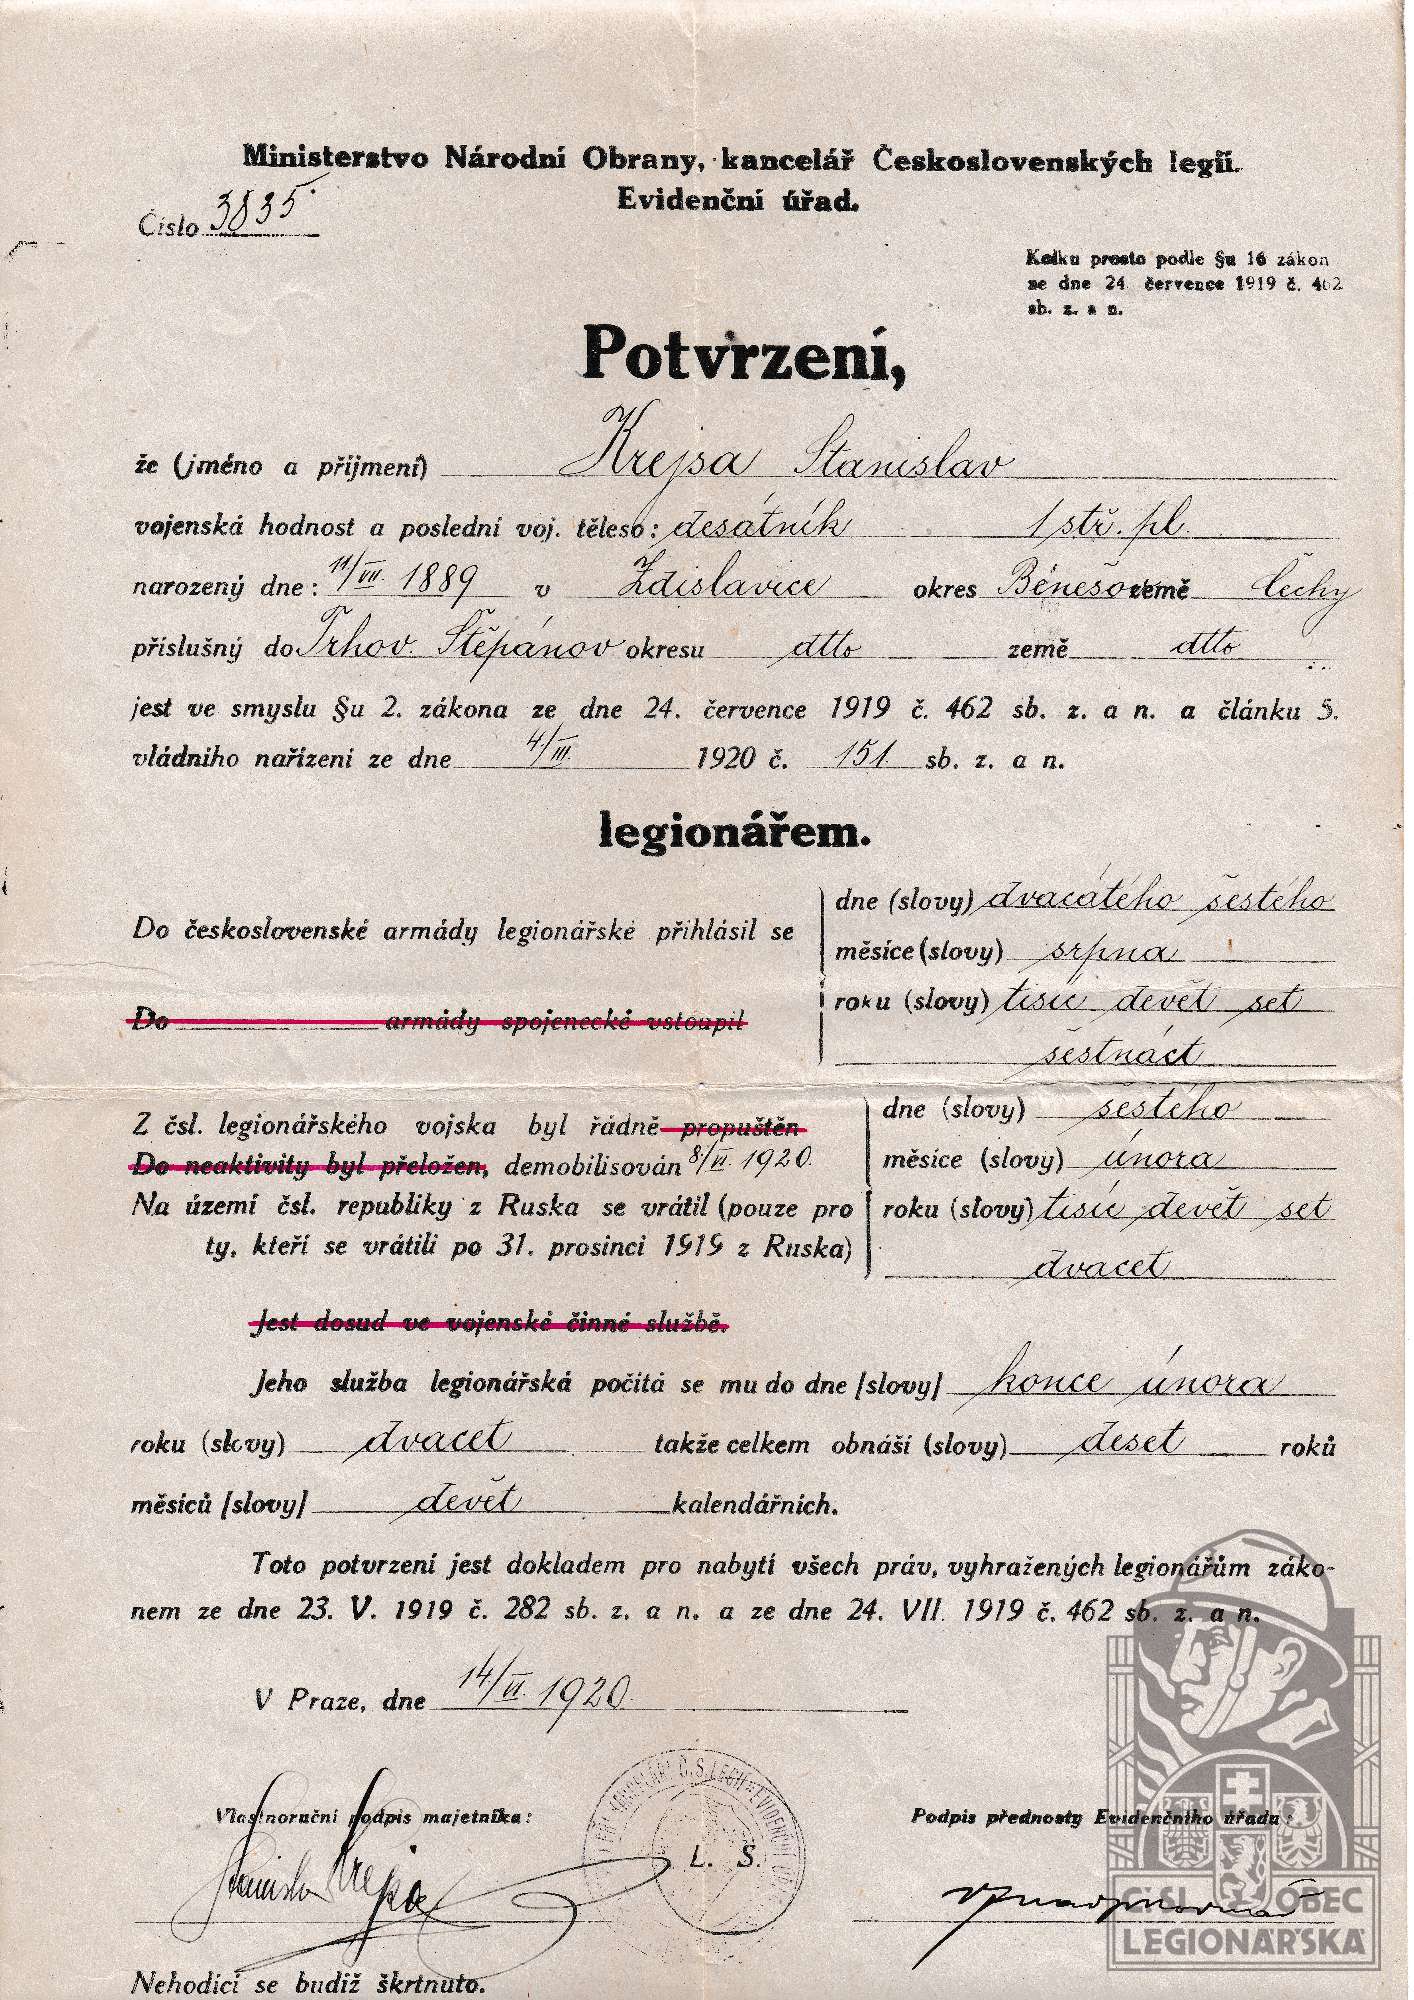 Ministerstvo Národní Obrany, kancelář Československých legií.
Evidenční úřad.
Číslo 3835
Kolku prosto podle §u 16 zákon
ze dne 24. července 1919 č. 462
sb. z. a n.
Potvrzení,
že (jméno a příjmení) Krejsa Stanislav
vojenská hodnost a poslední voj. těleso: desátník 1 stř. pl.
narozený dne: 11/VII. 1889 v Zdislavice okres Benešov země Čechy
příslušný do Trhov. Štěpánov okresu dtto země dtto
jest ve smyslu §u 2. zákona ze dne 24. července 1919 č. 462 sb. z. a n. a článku 5.
vládního nařízení ze dne 4/III. 1920 č. 151 sb. z. a n.
legionářem.
Do československé armády legionářské přihlásil se
Do armády spojenecké vstoupil
dne (slovy) dvacátého šestého
měsíce (slovy) srpna
roku (slovy) tisíc devět set
šestnáct
Z čsl. legionářského vojska byl řádně propuštěn
Do neaktivity byl přeložen, demobilisován 8./VI. 1920.
Na území čsl. republiky z Ruska se vrátil (pouze pro
ty, kteří se vrátili po 31. prosinci 1919 z Ruska)
dne (slovy) šestého
měsíce (slovy) února
roku (slovy) tisíc devět set
dvacet
Jest dosud ve vojenské činné službě.
Jeho služba legionářská počítá se mu do dne [slovy] konce února
roku (slovy) dvacet takže celkem obnáší (slovy) deset roků
měsíců [slovy] devět kalendářních.
Toto potvrzení jest dokladem pro nabytí všech práv, vyhražených legionářům záko-
nem ze dne 23. V. 1919 č. 282 sb. z. a n. a ze dne 24. VII. 1919 č. 462 sb. z. a n.
V Praze, dne 14/VI. 1920.
Vlastnoruční podpis majetníka:
Stanislav Krejsa
L. S.
Podpis přednosty Evidenčního úřadu:
ČSL. OBEC
LEGIONÁŘSKÁ
Nehodící se budiž škrtnuto.